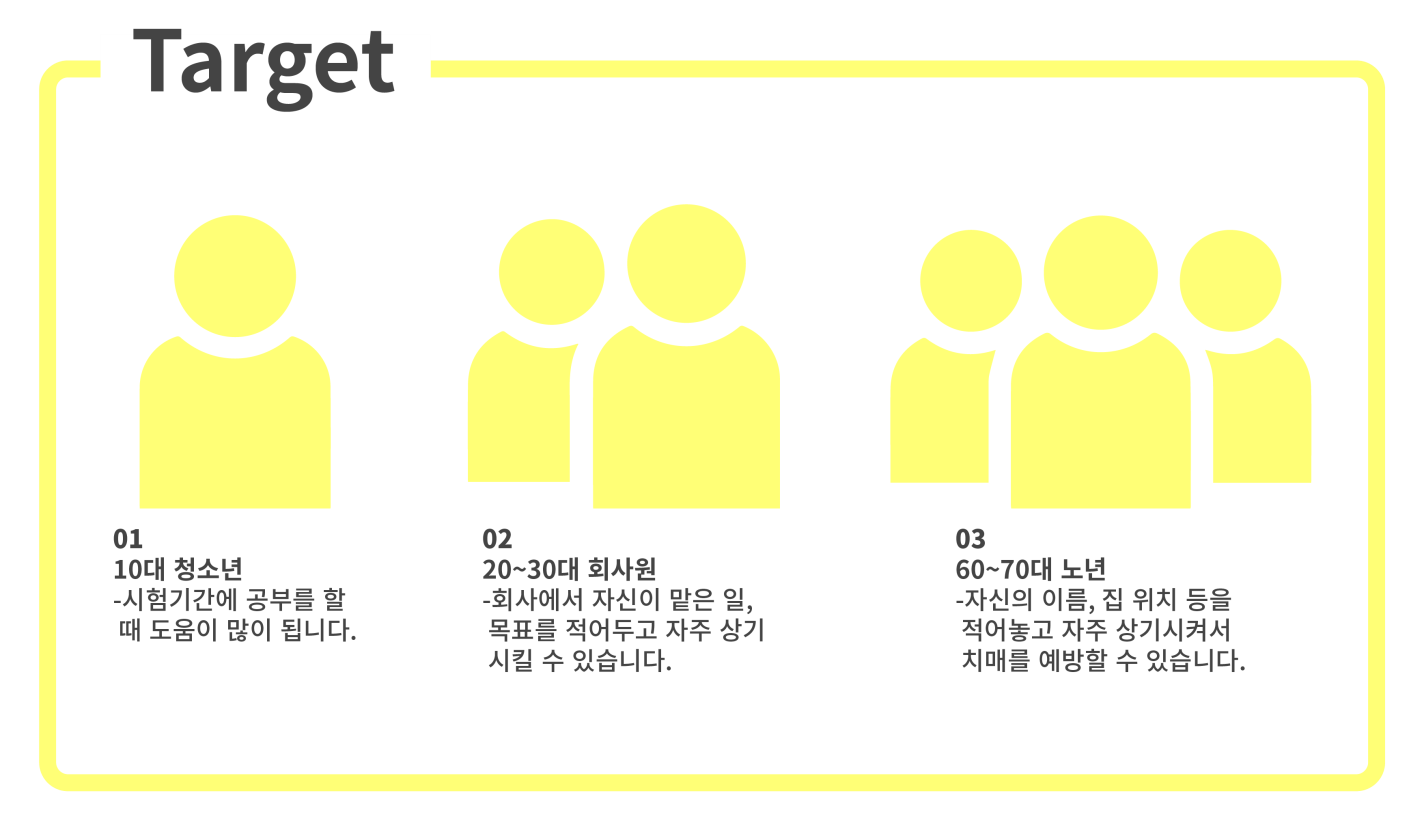 Target
01
10대 청소년
-시험기간에 공부를 할
때 도움이 많이 됩니다.
02
20~30대 회사원
-회사에서 자신이 맡은 일,
목표를 적어두고 자주 상기
시킬 수 있습니다.
03
60~70대 노년
-자신의 이름, 집 위치 등을
적어놓고 자주 상기시켜서
치매를 예방할 수 있습니다.